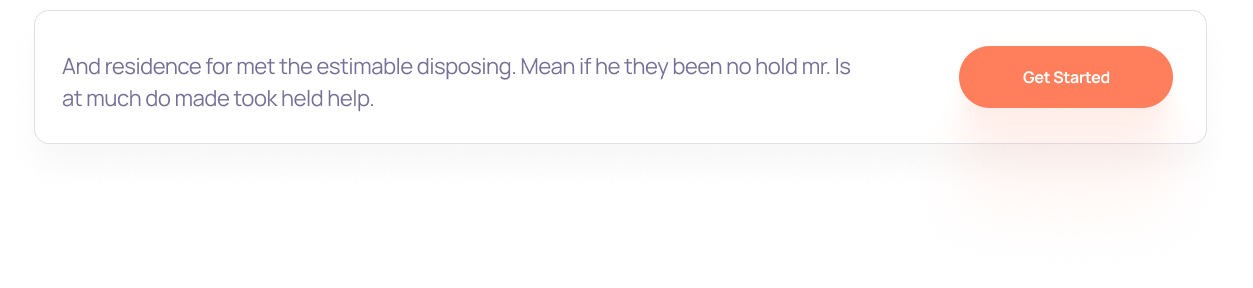 And residence for met the estimable disposing. Mean if he they been no hold mr. Is
at much do made took held help.
Get Started